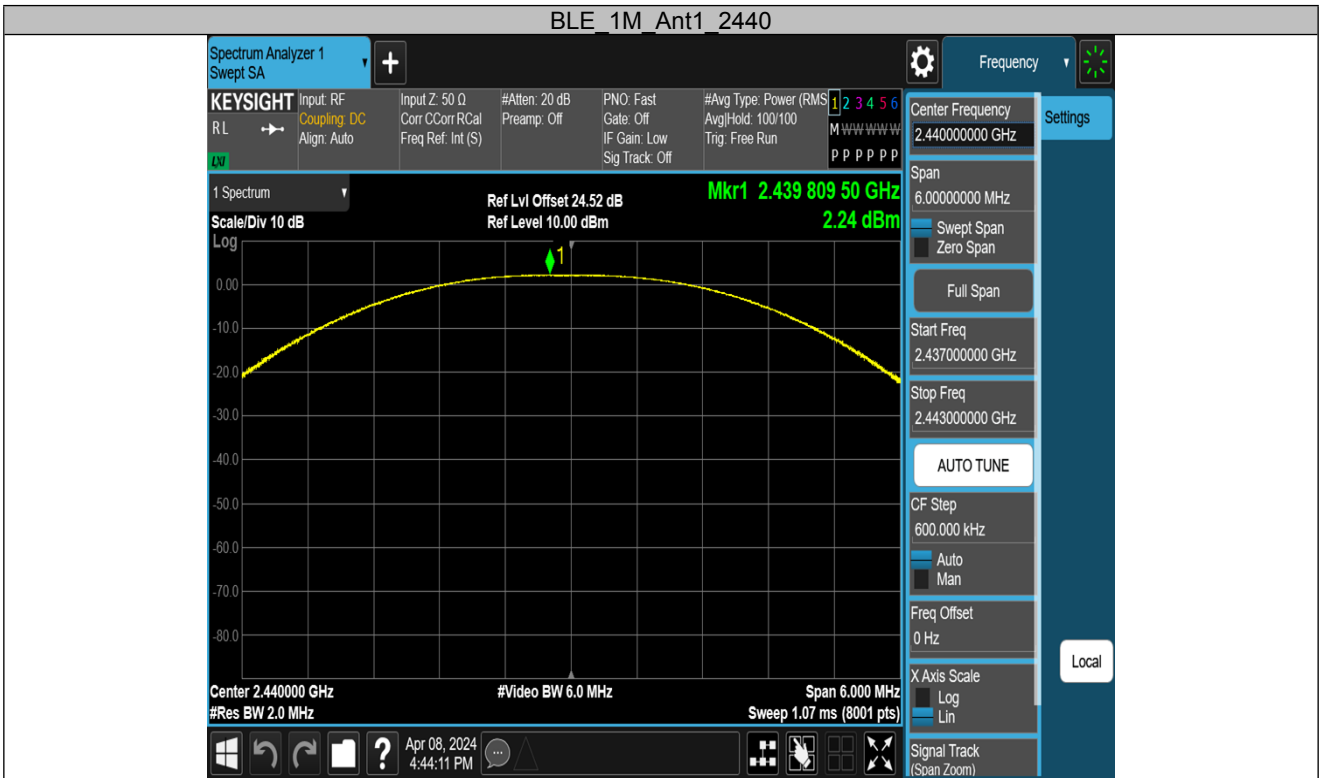 BLE_1M_Ant1_2440
Spectrum Analyzer 1
Swept SA
Frequency
KEYSIGHT
RL
LXI
Input: RF
Coupling: DC
Align: Auto
Input Z: 50 Ω
Corr CCorr RCal
Freq Ref: Int (S)
#Atten: 20 dB
Preamp: Off
PNO: Fast
Gate: Off
IF Gain: Low
Sig Track: Off
#Avg Type: Power (RMS
Avg|Hold: 100/100
Trig: Free Run
1 2 3 4 5 6
M W W W W W
P P P P P P
1 Spectrum
Scale/Div 10 dB
Log
Ref Lvl Offset 24.52 dB
Ref Level 10.00 dBm
Mkr1 2.439 809 50 GHz
2.24 dBm
1
0.00
-10.0
-20.0
-30.0
-40.0
-50.0
-60.0
-70.0
-80.0
Center 2.440000 GHz
#Res BW 2.0 MHz
#Video BW 6.0 MHz
Span 6.000 MHz
Sweep 1.07 ms (8001 pts)
Center Frequency
2.440000000 GHz
Settings
Span
6.00000000 MHz
Swept Span
Zero Span
Full Span
Start Freq
2.437000000 GHz
Stop Freq
2.443000000 GHz
AUTO TUNE
CF Step
600.000 kHz
Auto
Man
Freq Offset
0 Hz
Local
X Axis Scale
Log
Lin
Signal Track
(Span Zoom)
?
Apr 08, 2024
4:44:11 PM